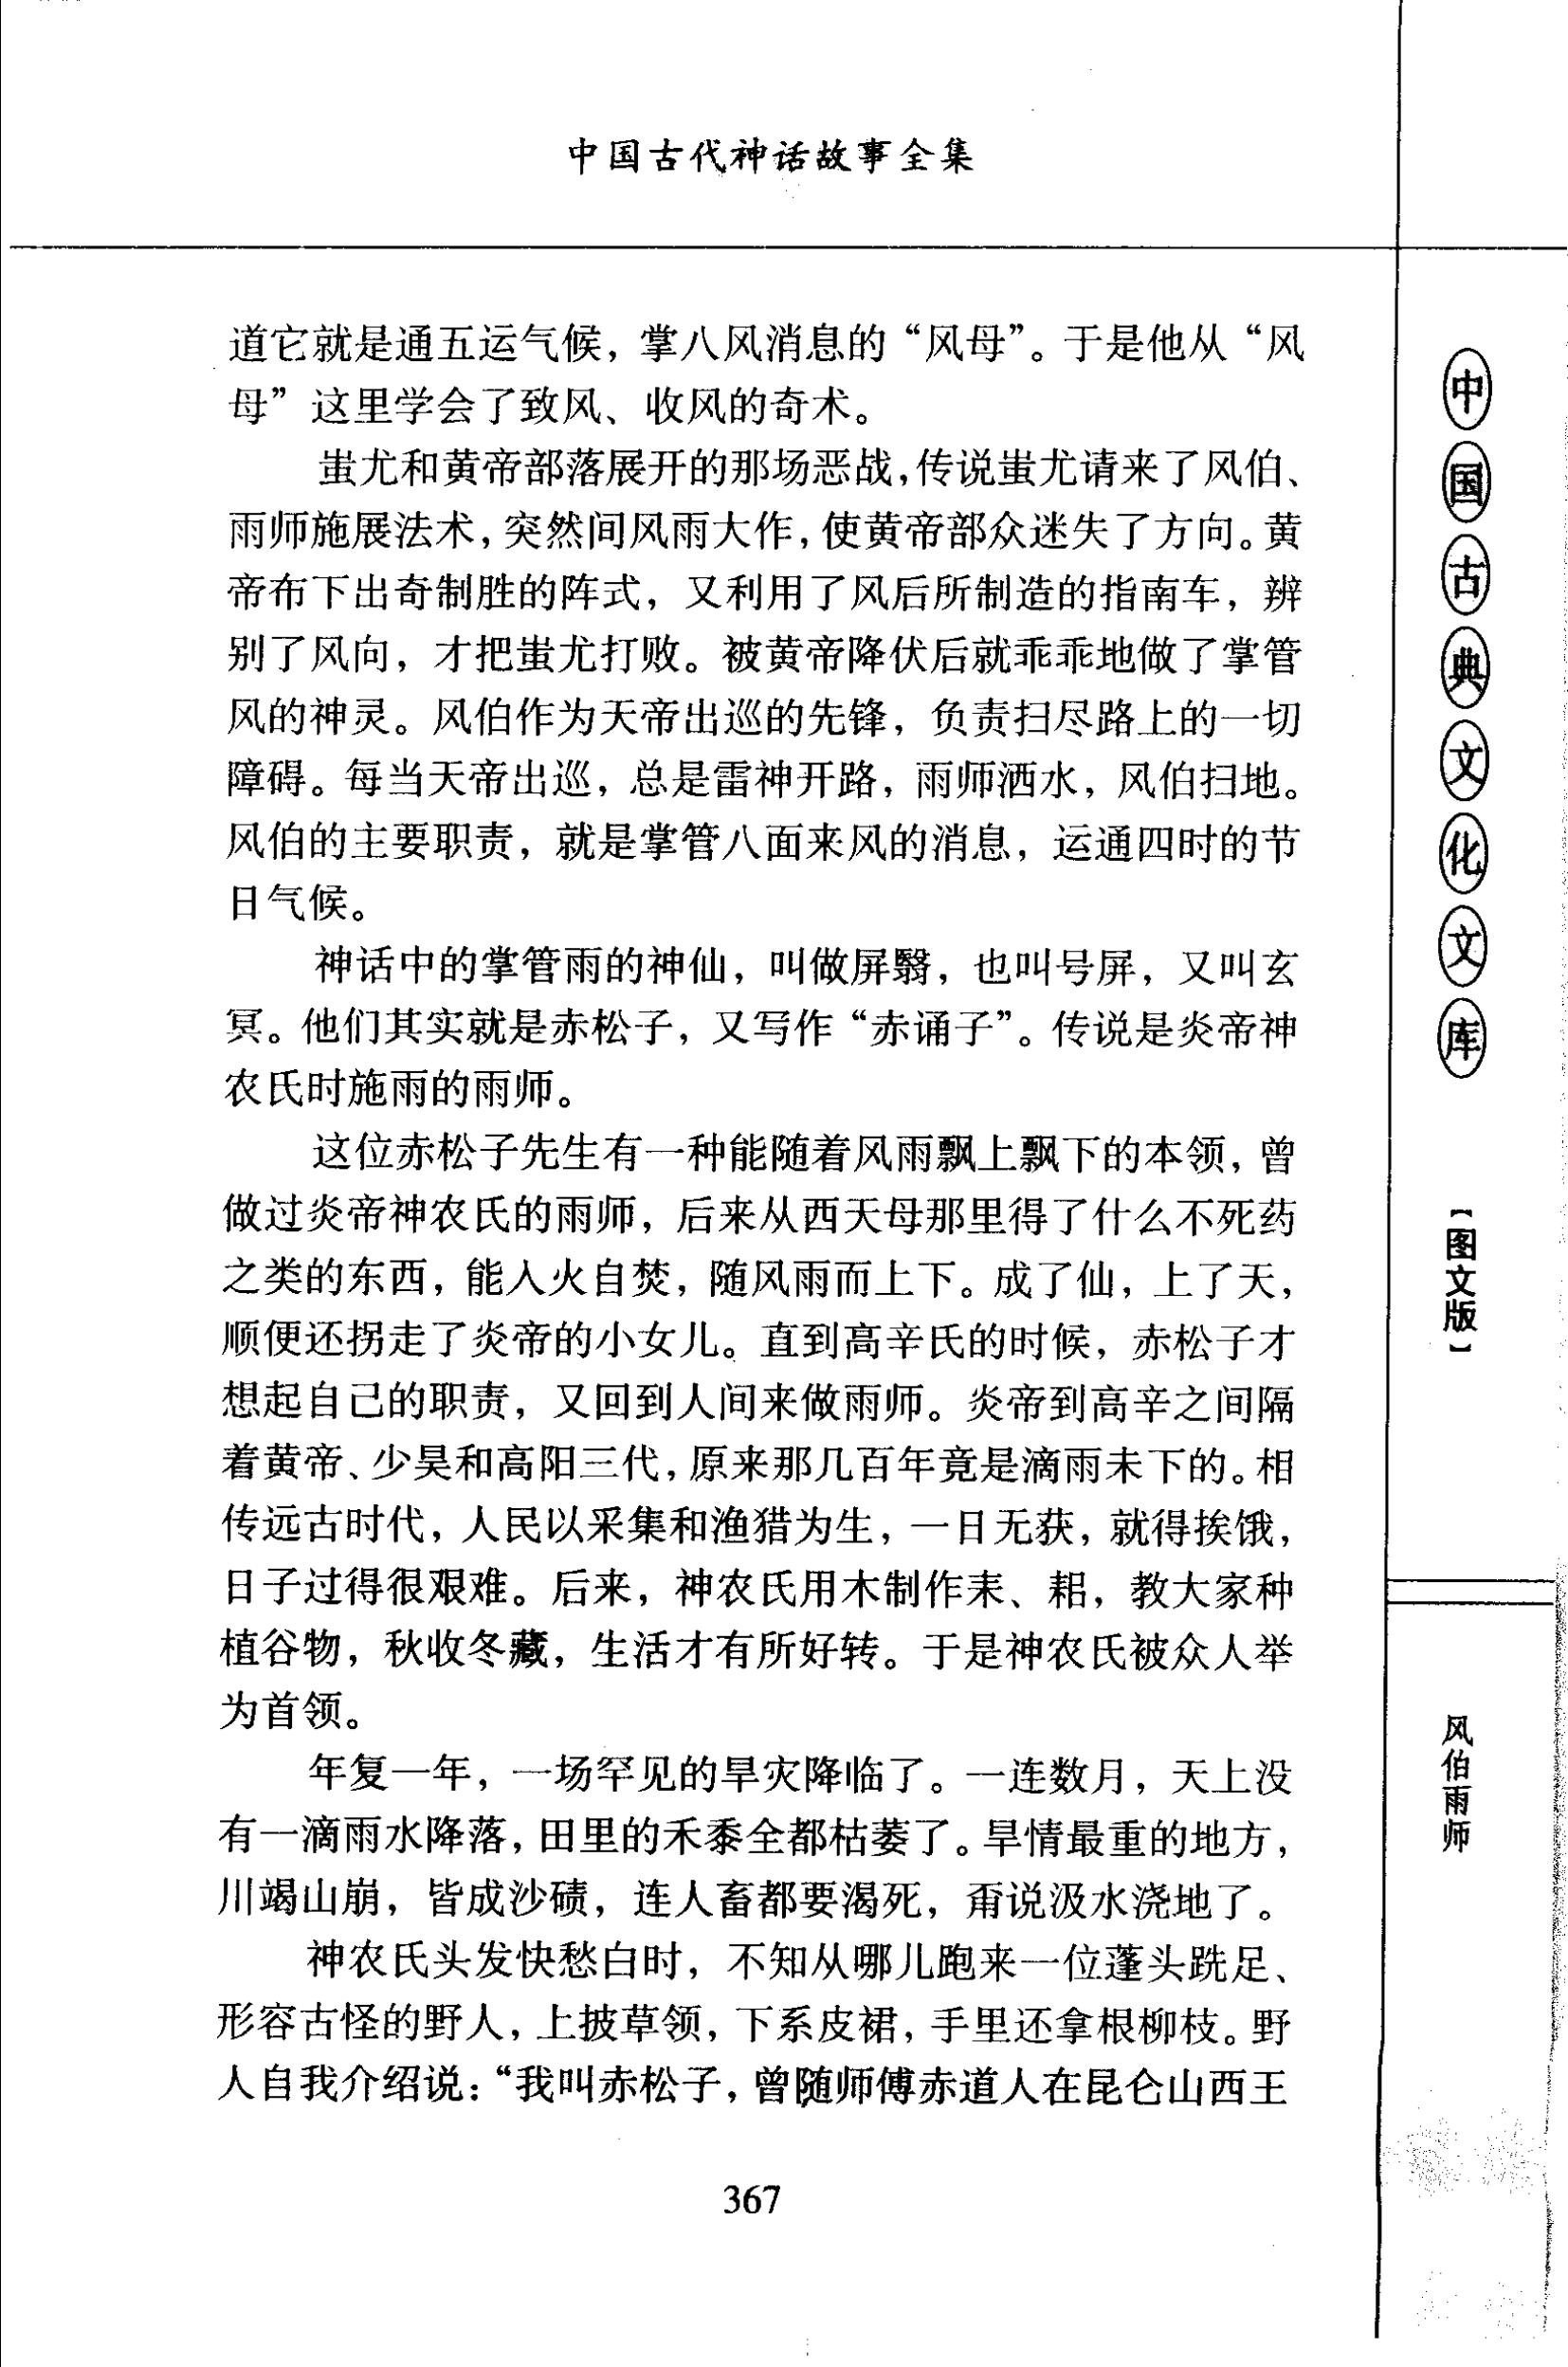 中国古代神话故事全集
道它就是通五运气候，掌八风消息的“风母”。于是他从“风
母”这里学会了致风、收风的奇术。
蚩尤和黄帝部落展开的那场恶战，传说蚩尤请来了风伯、
雨师施展法术，突然间风雨大作，使黄帝部众迷失了方向。黄
帝布下出奇制胜的阵式，又利用了风后所制造的指南车，辨
别了风向，才把蚩尤打败。被黄帝降伏后就乖乖地做了掌管
风的神灵。风伯作为天帝出巡的先锋，负责扫尽路上的一切
障碍。每当天帝出巡，总是雷神开路，雨师洒水，风伯扫地。
风伯的主要职责，就是掌管八面来风的消息，运通四时的节
日气候。
神话中的掌管雨的神仙，叫做屏翳，也叫号屏，又叫玄
冥。他们其实就是赤松子，又写作“赤诵子”。传说是炎帝神
农氏时施雨的雨师。
这位赤松子先生有一种能随着风雨飘上飘下的本领，曾
做过炎帝神农氏的雨师，后来从西天母那里得了什么不死药
之类的东西，能入火自焚，随风雨而上下。成了仙，上了天，
顺便还拐走了炎帝的小女儿。直到高辛氏的时候，赤松子才
想起自己的职责，又回到人间来做雨师。炎帝到高辛之间隔
着黄帝、少昊和高阳三代，原来那几百年竟是滴雨未下的。相
传远古时代，人民以采集和渔猎为生，一日无获，就得挨饿，
日子过得很艰难。后来，神农氏用木制作耒、耜，教大家种
植谷物，秋收冬藏，生活才有所好转。于是神农氏被众人举
为首领。
年复一年，一场罕见的旱灾降临了。一连数月，天上没
有一滴雨水降落，田里的禾黍全都枯萎了。旱情最重的地方，
川竭山崩，皆成沙碛，连人畜都要渴死，甭说汲水浇地了。
神农氏头发快愁白时，不知从哪儿跑来一位蓬头跣足、
形容古怪的野人，上披草领，下系皮裙，手里还拿根柳枝。野
人自我介绍说：“我叫赤松子，曾随师傅赤道人在昆仑山西王
367
中国古典文化文库
【图文版】
风伯雨师